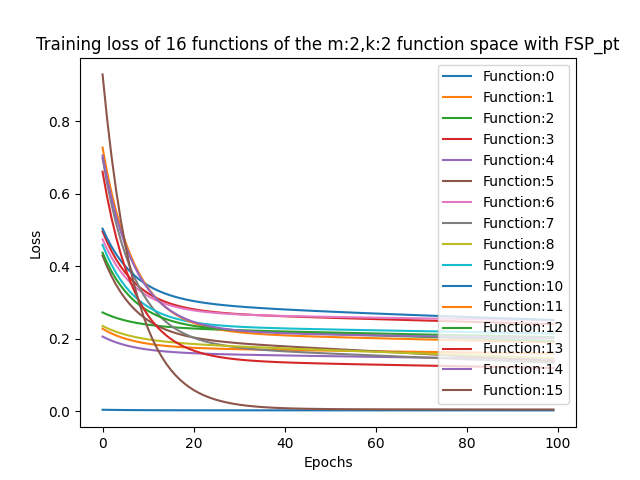 Training loss of 16 functions of the m:2,k:2 function space with FSP_pt
Loss
0.8
0.6
0.4
0.2
0.0
Function:0
Function:1
Function:2
Function:3
Function:4
Function:5
Function:6
Function:7
Function:8
Function:9
Function:10
Function:11
Function:12
Function:13
Function:14
Function:15
0 20 40 60 80 100
Epochs